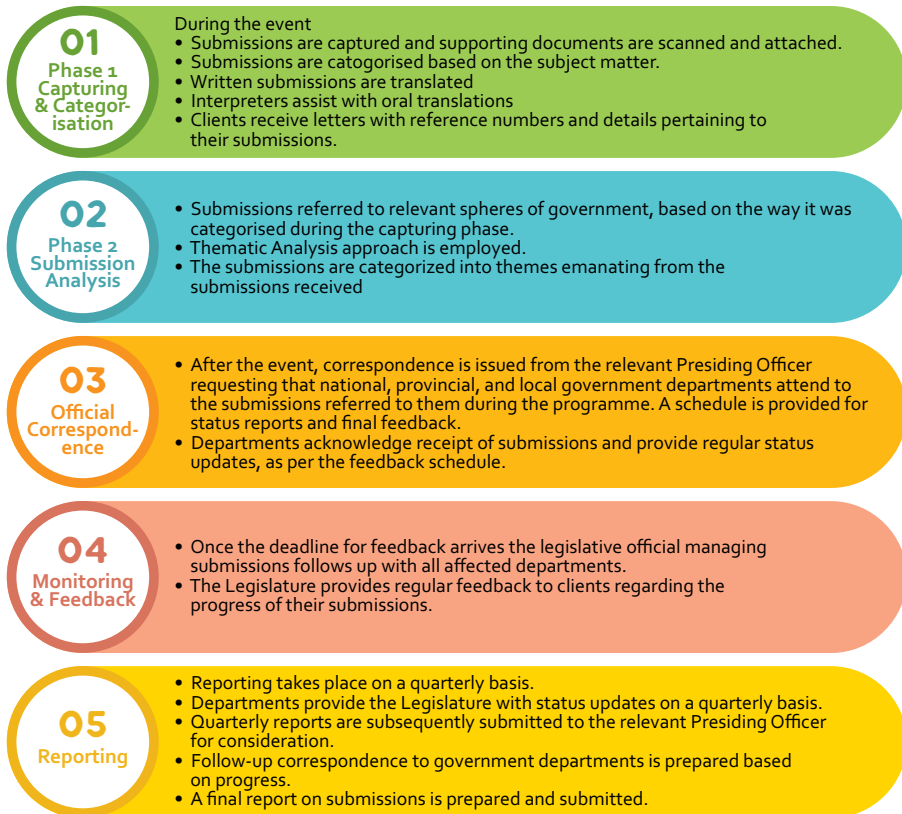 01
Phase 1
Capturing
& Categor-
isation
During the event
• Submissions are captured and supporting documents are scanned and attached.
• Submissions are catogorised based on the subject matter.
• Written submissions are translated
• Interpreters assist with oral translations
• Clients receive letters with reference numbers and details pertaining to
their submissions.
02
Phase 2
Submission
Analysis
• Submissions referred to relevant spheres of government, based on the way it was
categorised during the capturing phase.
• Thematic Analysis approach is employed.
• The submissions are categorized into themes emanating from the
submissions received
03
Official
Correspond-
ence
• After the event, correspondence is issued from the relevant Presiding Officer
requesting that national, provincial, and local government departments attend to
the submissions referred to them during the programme. A schedule is provided for
status reports and final feedback.
• Departments acknowledge receipt of submissions and provide regular status
updates, as per the feedback schedule.
04
Monitoring
& Feedback
• Once the deadline for feedback arrives the legislative official managing
submissions follows up with all affected departments.
• The Legislature provides regular feedback to clients regarding the
progress of their submissions.
05
Reporting
• Reporting takes place on a quarterly basis.
• Departments provide the Legislature with status updates on a quarterly basis.
• Quarterly reports are subsequently submitted to the relevant Presiding Officer
for consideration.
• Follow-up correspondence to government departments is prepared based
on progress.
• A final report on submissions is prepared and submitted.